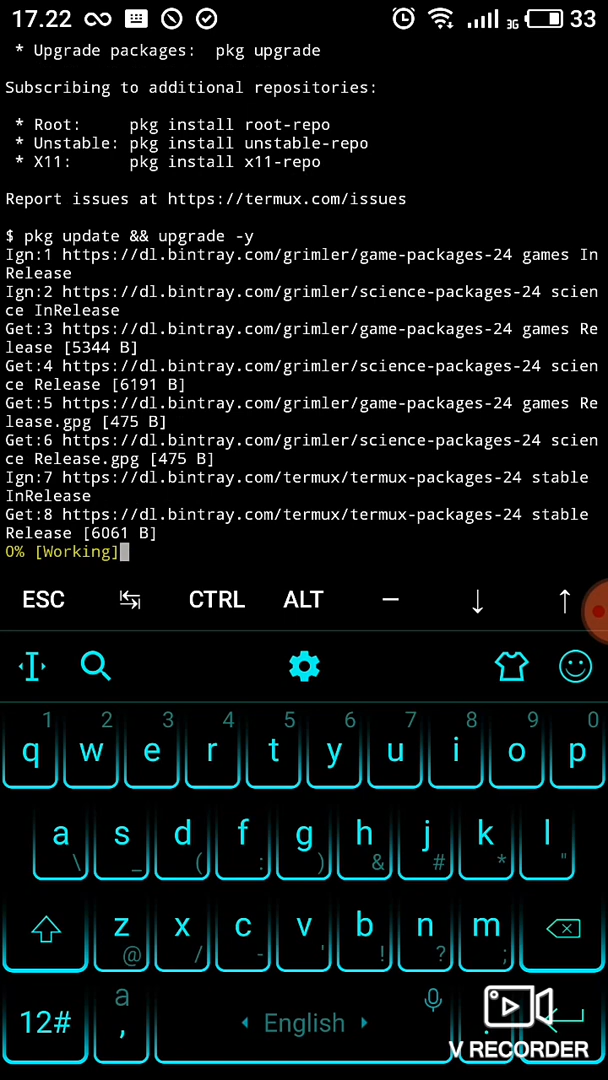 17.22 3G 33
* Upgrade packages:  pkg upgrade
Subscribing to additional repositories:
* Root:     pkg install root-repo
* Unstable: pkg install unstable-repo
* X11:      pkg install x11-repo
Report issues at https://termux.com/issues
$ pkg update && upgrade -y
Ign:1 https://dl.bintray.com/grimler/game-packages-24 games In
Release
Ign:2 https://dl.bintray.com/grimler/science-packages-24 scien
ce InRelease
Get:3 https://dl.bintray.com/grimler/game-packages-24 games Re
lease [5344 B]
Get:4 https://dl.bintray.com/grimler/science-packages-24 scien
ce Release [6191 B]
Get:5 https://dl.bintray.com/grimler/game-packages-24 games Re
lease.gpg [475 B]
Get:6 https://dl.bintray.com/grimler/science-packages-24 scien
ce Release.gpg [475 B]
Ign:7 https://dl.bintray.com/termux/termux-packages-24 stable
InRelease
Get:8 https://dl.bintray.com/termux/termux-packages-24 stable
Release [6061 B]
0% [Working]
ESC ↹ CTRL ALT — ↓ ↑
1 2 3 4 5 6 7 8 9 0
q w e r t y u i o p
a s d f g h j k l
\ _ ( : ) & # * "
z x c v b n m
@ / - ' ! ? ;
12# a , English .
V RECORDER